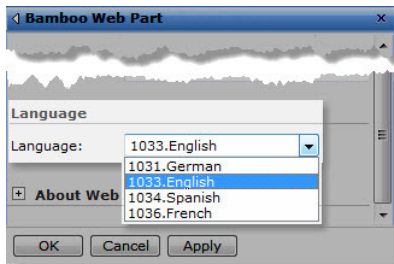 Bamboo Web Part
Language
Language: 1033.English
1031.German
1033.English
1034.Spanish
1036.French
About Web
OK Cancel Apply